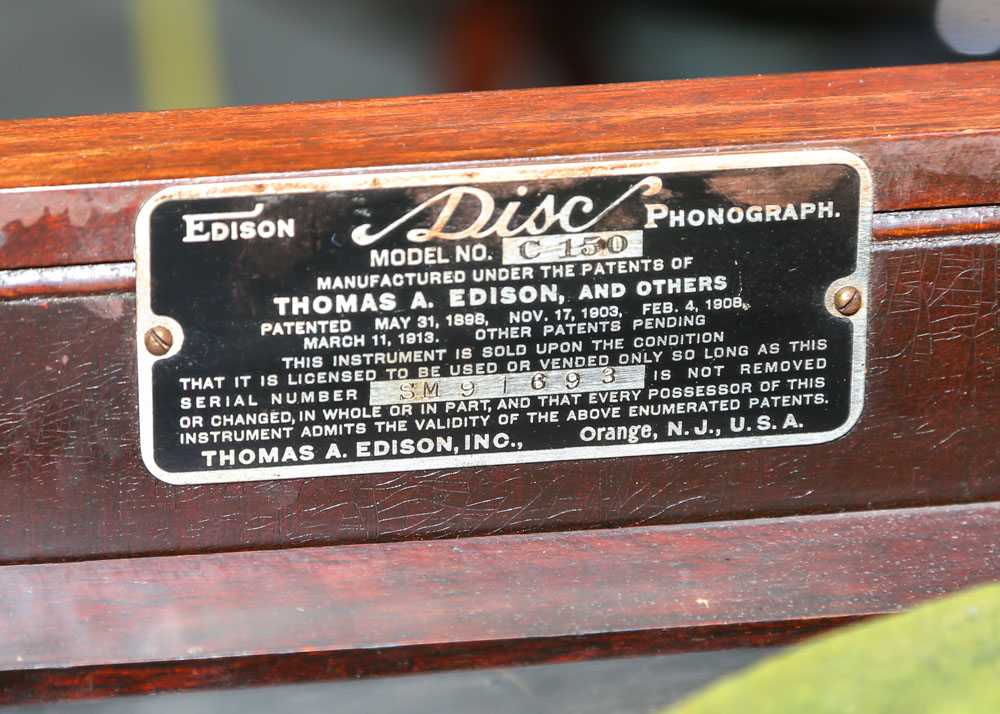 EDISON Disc PHONOGRAPH.
MODEL NO. C 150
MANUFACTURED UNDER THE PATENTS OF
THOMAS A. EDISON, AND OTHERS
PATENTED MAY 31, 1898, NOV. 17, 1903, FEB. 4, 1908,
MARCH 11, 1913. OTHER PATENTS PENDING
THIS INSTRUMENT IS SOLD UPON THE CONDITION
THAT IT IS LICENSED TO BE USED OR VENDED ONLY SO LONG AS THIS
SERIAL NUMBER SM 91693 IS NOT REMOVED
OR CHANGED, IN WHOLE OR IN PART, AND THAT EVERY POSSESSOR OF THIS
INSTRUMENT ADMITS THE VALIDITY OF THE ABOVE ENUMERATED PATENTS.
THOMAS A. EDISON, INC., Orange, N. J., U. S. A.